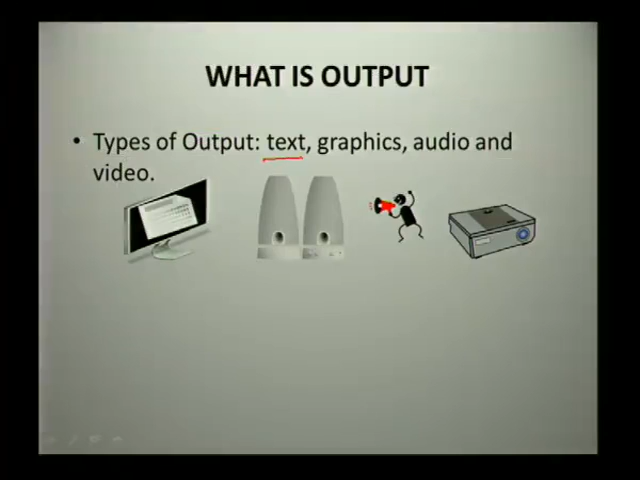 WHAT IS OUTPUT
• Types of Output: text, graphics, audio and
video.